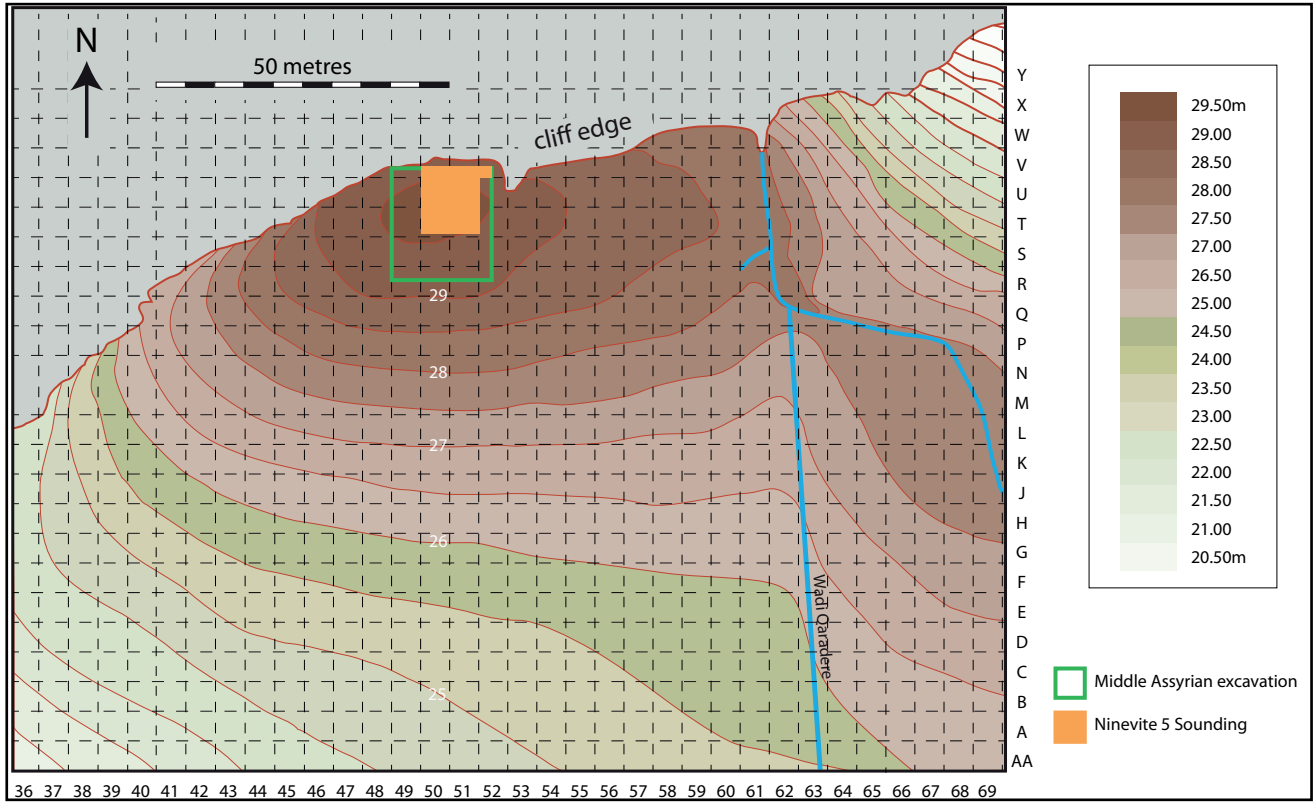 N
50 metres
cliff edge
29
28
27
26
25
Wadi Qaradere
Y
X
W
V
U
T
S
R
Q
P
N
M
L
K
J
H
G
F
E
D
C
B
A
AA
36 37 38 39 40 41 42 43 44 45 46 47 48 49 50 51 52 53 54 55 56 57 58 59 60 61 62 63 64 65 66 67 68 69
29.50m
29.00
28.50
28.00
27.50
27.00
26.50
25.00
24.50
24.00
23.50
23.00
22.50
22.00
21.50
21.00
20.50m
Middle Assyrian excavation
Ninevite 5 Sounding